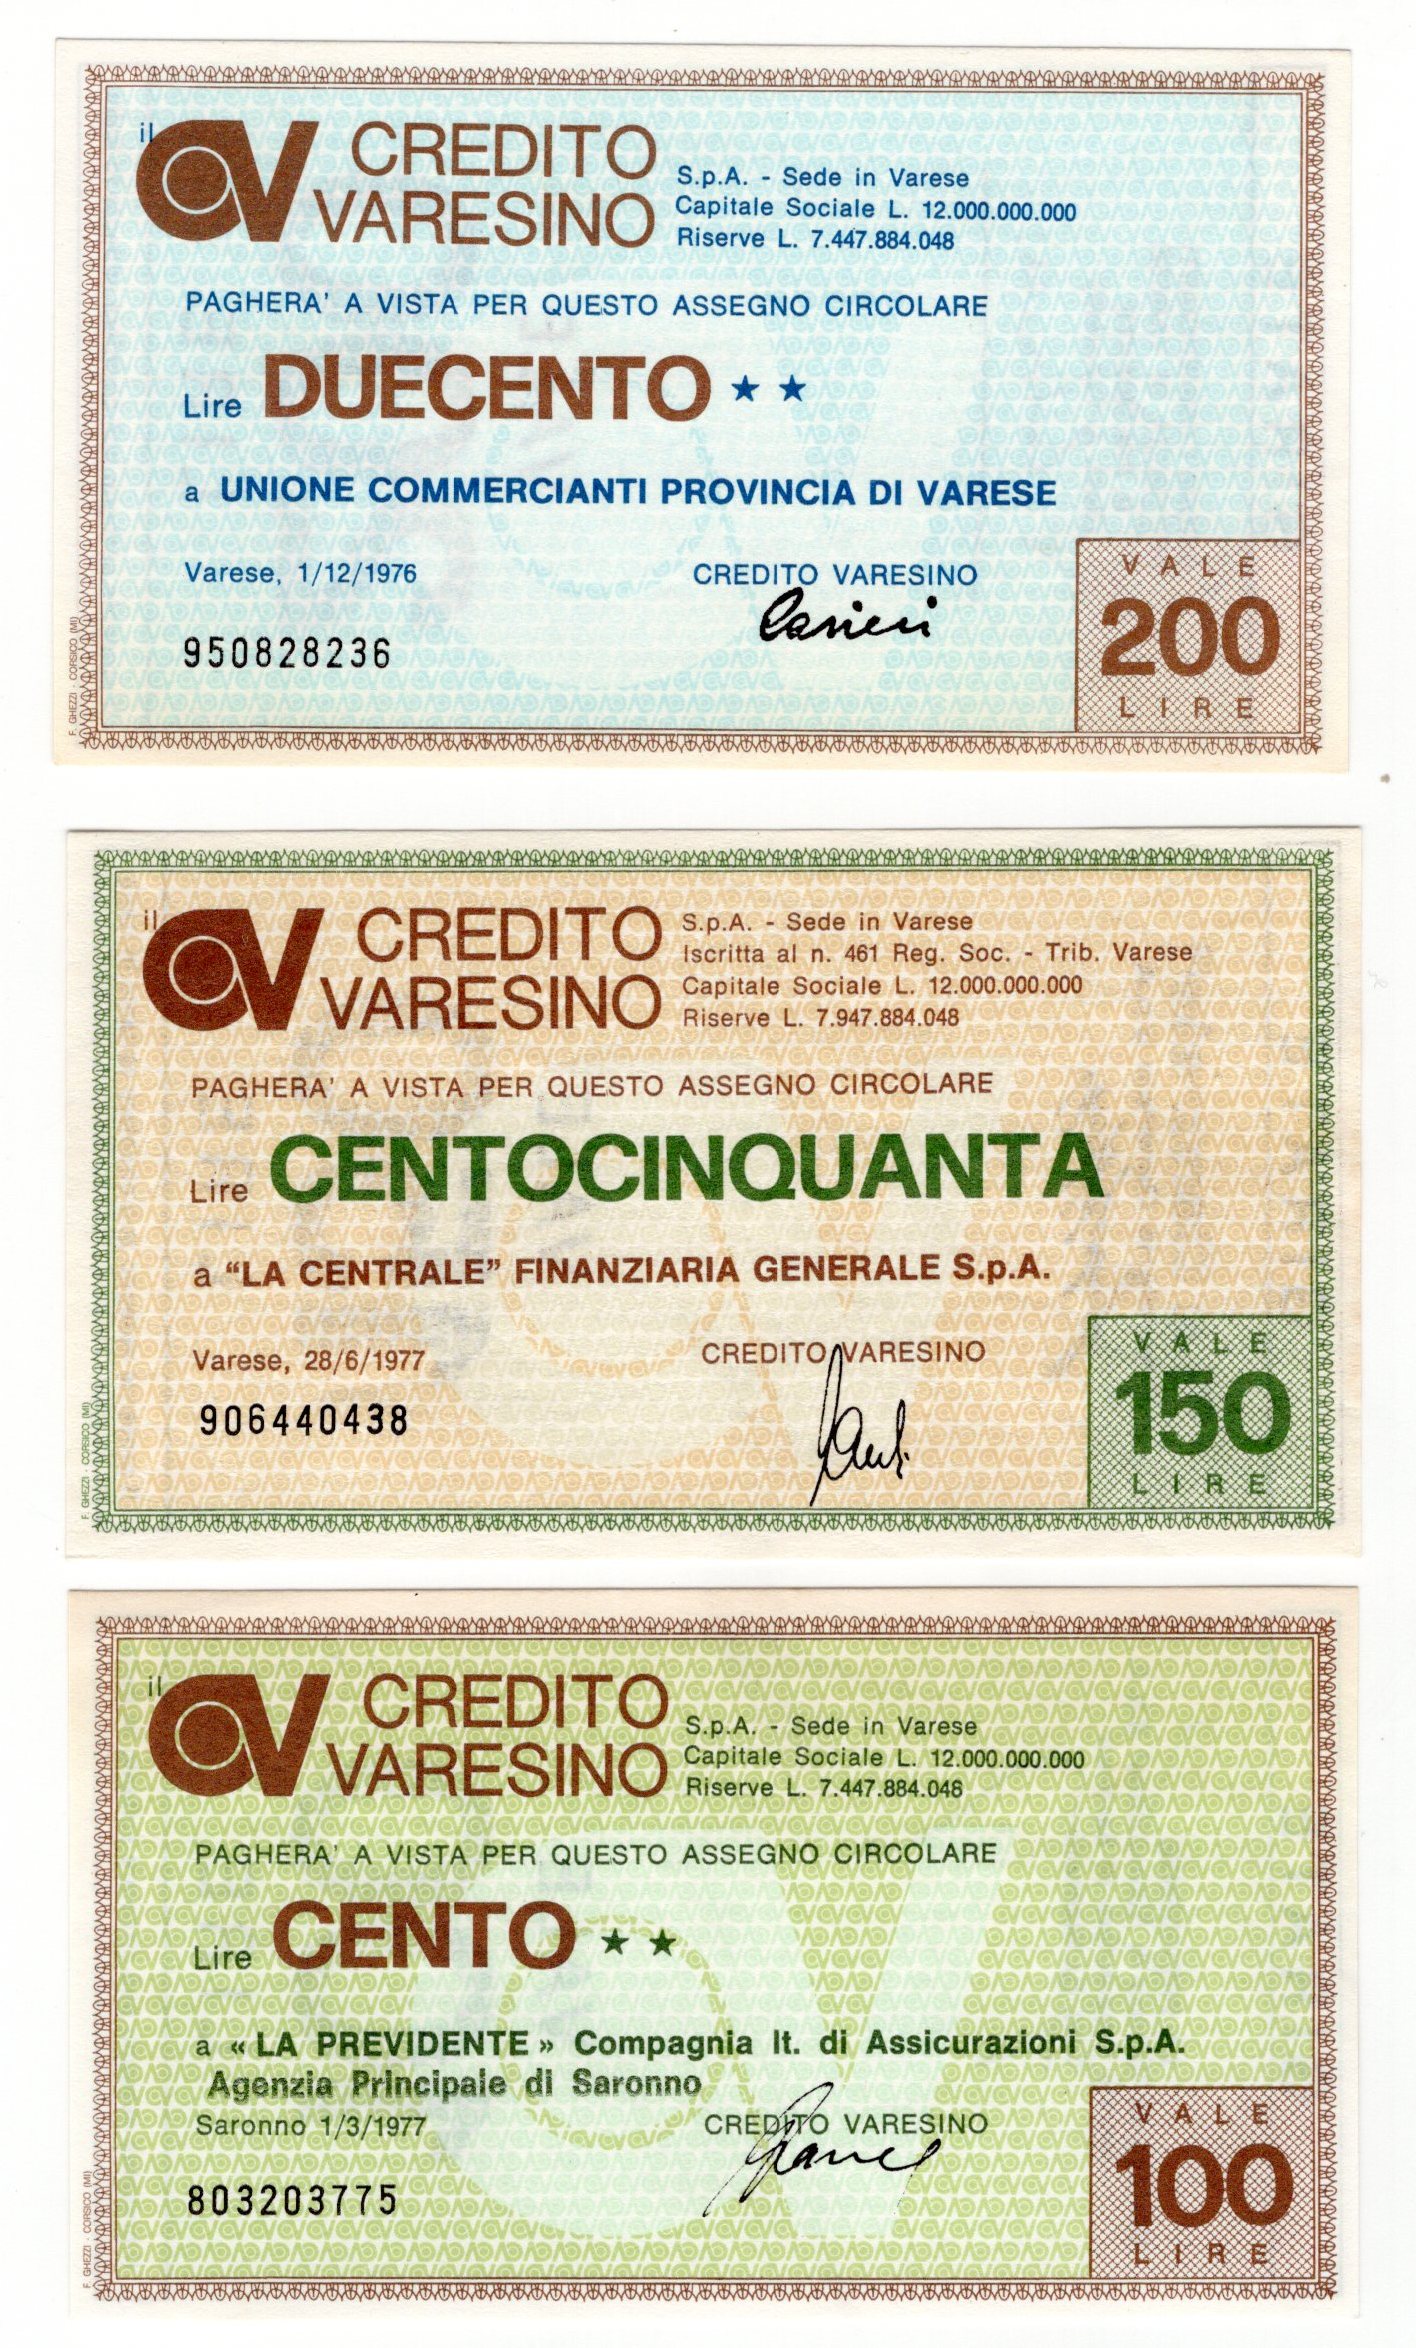 il CREDITO
VARESINO
S.p.A. - Sede in Varese
Capitale Sociale L. 12.000.000.000
Riserve L. 7.447.884.048
PAGHERA' A VISTA PER QUESTO ASSEGNO CIRCOLARE
Lire DUECENTO ★ ★
a UNIONE COMMERCIANTI PROVINCIA DI VARESE
Varese, 1/12/1976
CREDITO VARESINO
950828236
VALE
200
LIRE
F. GHEZZI - CORSICO (MI)
il CREDITO
VARESINO
S.p.A. - Sede in Varese
Iscritta al n. 461 Reg. Soc. - Trib. Varese
Capitale Sociale L. 12.000.000.000
Riserve L. 7.947.884.048
PAGHERA' A VISTA PER QUESTO ASSEGNO CIRCOLARE
Lire CENTOCINQUANTA
a “LA CENTRALE” FINANZIARIA GENERALE S.p.A.
Varese, 28/6/1977
CREDITO VARESINO
906440438
VALE
150
LIRE
F. GHEZZI - CORSICO (MI)
il CREDITO
VARESINO
S.p.A. - Sede in Varese
Capitale Sociale L. 12.000.000.000
Riserve L. 7.447.884.048
PAGHERA' A VISTA PER QUESTO ASSEGNO CIRCOLARE
Lire CENTO ★ ★
a « LA PREVIDENTE » Compagnia It. di Assicurazioni S.p.A.
Agenzia Principale di Saronno
Saronno 1/3/1977
CREDITO VARESINO
803203775
VALE
100
LIRE
F. GHEZZI - CORSICO (MI)